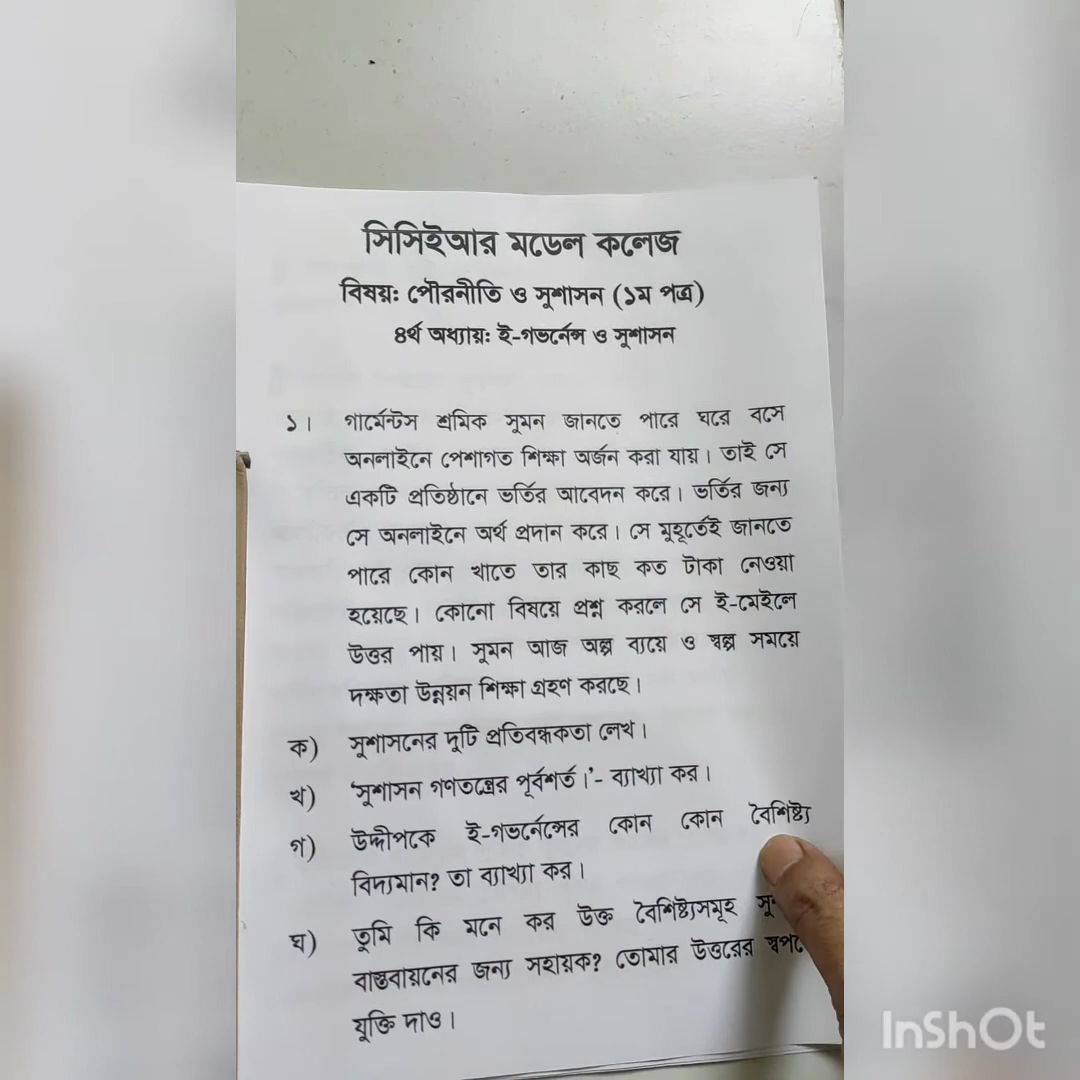 সিসিইআর মডেল কলেজ
বিষয়: পৌরনীতি ও সুশাসন (১ম পত্র)
৪র্থ অধ্যায়: ই-গভর্নেন্স ও সুশাসন
১। গার্মেন্টস শ্রমিক সুমন জানতে পারে ঘরে বসে
অনলাইনে পেশাগত শিক্ষা অর্জন করা যায়। তাই সে
একটি প্রতিষ্ঠানে ভর্তির আবেদন করে। ভর্তির জন্য
সে অনলাইনে অর্থ প্রদান করে। সে মুহূর্তেই জানতে
পারে কোন খাতে তার কাছ কত টাকা নেওয়া
হয়েছে। কোনো বিষয়ে প্রশ্ন করলে সে ই-মেইলে
উত্তর পায়। সুমন আজ অল্প ব্যয়ে ও স্বল্প সময়ে
দক্ষতা উন্নয়ন শিক্ষা গ্রহণ করছে।
ক) সুশাসনের দুটি প্রতিবন্ধকতা লেখ।
খ) 'সুশাসন গণতন্ত্রের পূর্বশর্ত।'- ব্যাখ্যা কর।
গ) উদ্দীপকে ই-গভর্নেন্সের কোন কোন বৈশিষ্ট্য
বিদ্যমান? তা ব্যাখ্যা কর।
ঘ) তুমি কি মনে কর উক্ত বৈশিষ্ট্যসমূহ
বাস্তবায়নের জন্য সহায়ক? তোমার উত্তরের
যুক্তি দাও।
InShOt